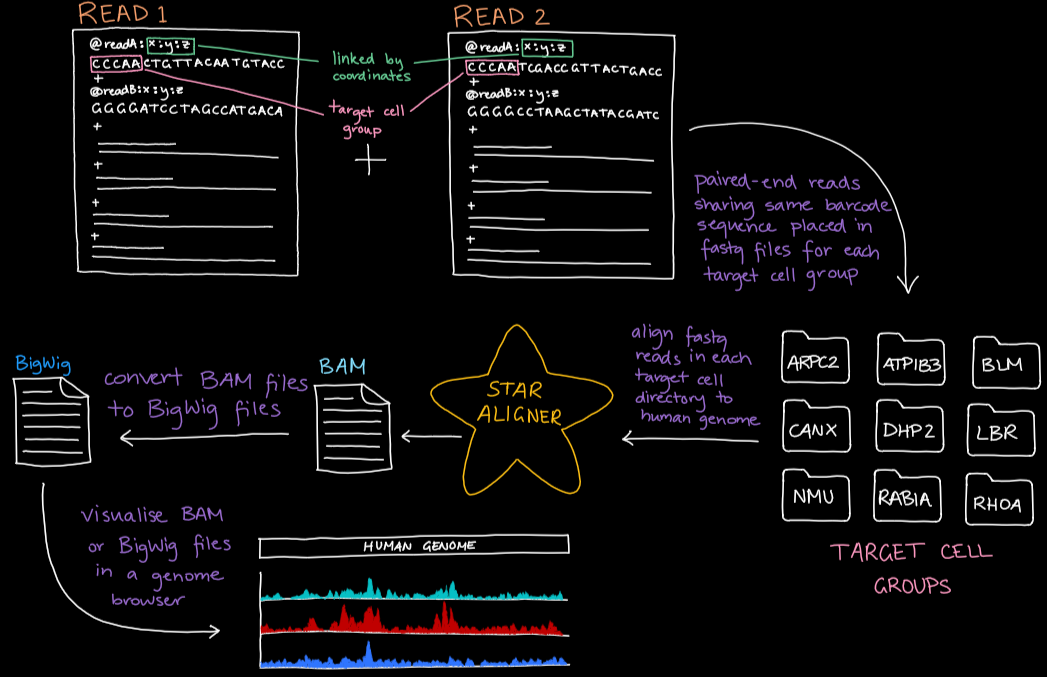 READ 1
@readA: x:y:z
CCCAACTGTTACAATGTACC
+
@readB:x:y:z
GGGGATCCTAGCCATGACA
+
+
+
+
linked by
coordinates
target cell
group
+
READ 2
@readA: x:y:z
CCCAATCGACCGTTACTGACC
+
@readB:x:y:z
GGGGCCTAAGCTATACGATC
+
+
+
+
paired-end reads
sharing same barcode
sequence placed in
fastq files for each
target cell group
ARPC2
ATP1B3
BLM
CANX
DHP2
LBR
NMU
RAB1A
RHOA
TARGET CELL
GROUPS
align fastq
reads in each
target cell
directory to
human genome
STAR
ALIGNER
BAM
convert BAM files
to BigWig files
BigWig
visualise BAM
or BigWig files
in a genome
browser
HUMAN GENOME